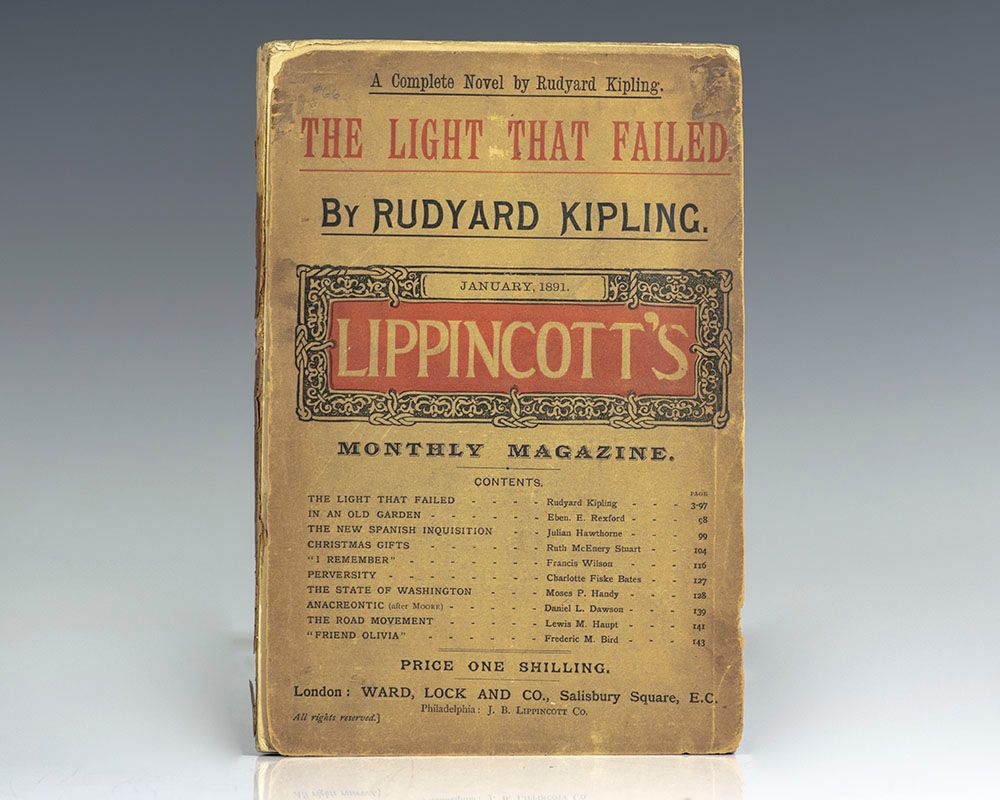 A Complete Novel by Rudyard Kipling.
#66
THE LIGHT THAT FAILED.
BY RUDYARD KIPLING.
JANUARY, 1891.
LIPPINCOTT'S
MONTHLY MAGAZINE.
CONTENTS.
PAGE
THE LIGHT THAT FAILED - - - - Rudyard Kipling - - - 3-97
IN AN OLD GARDEN - - - - - - Eben. E. Rexford - - - 98
THE NEW SPANISH INQUISITION - - Julian Hawthorne - - - 99
CHRISTMAS GIFTS - - - - - - Ruth McEnery Stuart - - 104
"I REMEMBER" - - - - - - Francis Wilson - - - 116
PERVERSITY - - - - - - - Charlotte Fiske Bates - - 127
THE STATE OF WASHINGTON - - - Moses P. Handy - - - 128
ANACREONTIC (after MOORE) - - - - - Daniel L. Dawson - - - 139
THE ROAD MOVEMENT - - - - - Lewis M. Haupt - - - 141
"FRIEND OLIVIA" - - - - - - Frederic M. Bird - - - 143
PRICE ONE SHILLING.
London: WARD, LOCK AND CO., Salisbury Square, E.C.
Philadelphia: J. B. LIPPINCOTT CO.
All rights reserved.]